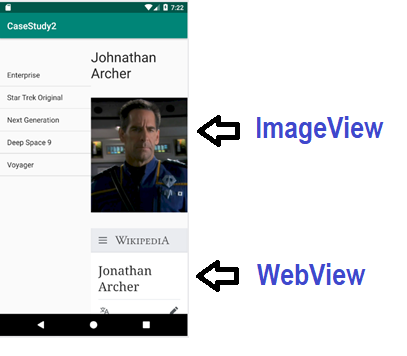 7:22
CaseStudy2
Enterprise
Star Trek Original
Next Generation
Deep Space 9
Voyager
Johnathan
Archer
ImageView
WIKIPEDIA
Jonathan
Archer
WebView